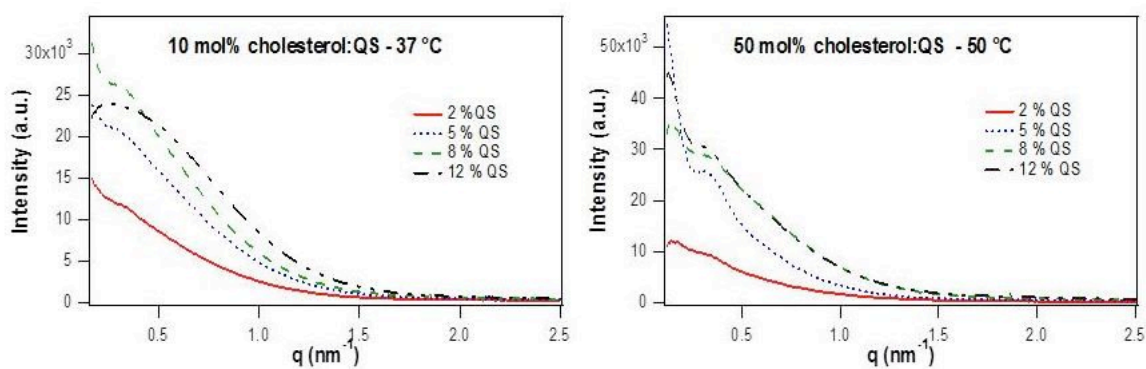 10 mol% cholesterol:QS - 37 °C
Intensity (a.u.)
30x10³
25
20
15
10
5
0
2 %QS
5 % QS
8 % QS
12 % QS
0.5
1.0
1.5
2.0
2.5
q (nm⁻¹)
50 mol% cholesterol:QS - 50 °C
Intensity (a.u.)
50x10³
40
30
20
10
0
2 %QS
5 % QS
8 % QS
12 % QS
0.5
1.0
1.5
2.0
2.5
q (nm⁻¹)